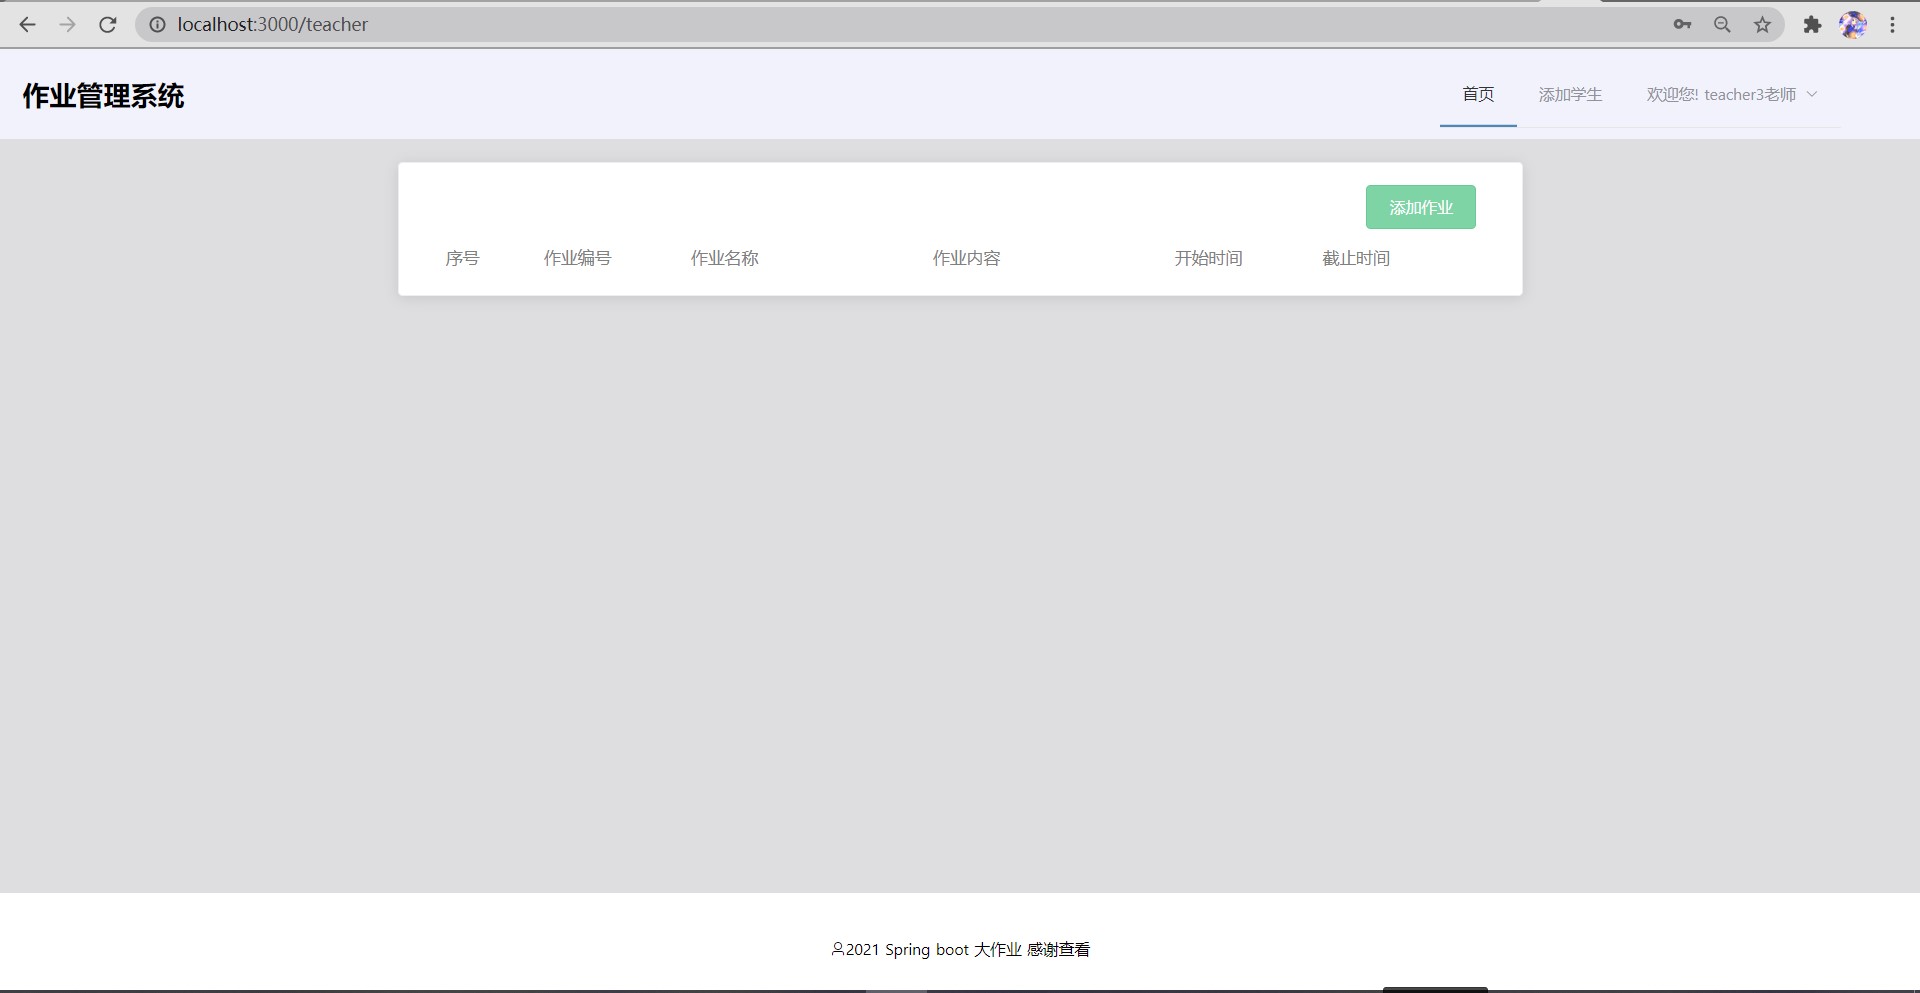 localhost:3000/teacher
作业管理系统
首页 添加学生 欢迎您! teacher3老师
添加作业
序号 作业编号 作业名称 作业内容 开始时间 截止时间
2021 Spring boot 大作业 感谢查看